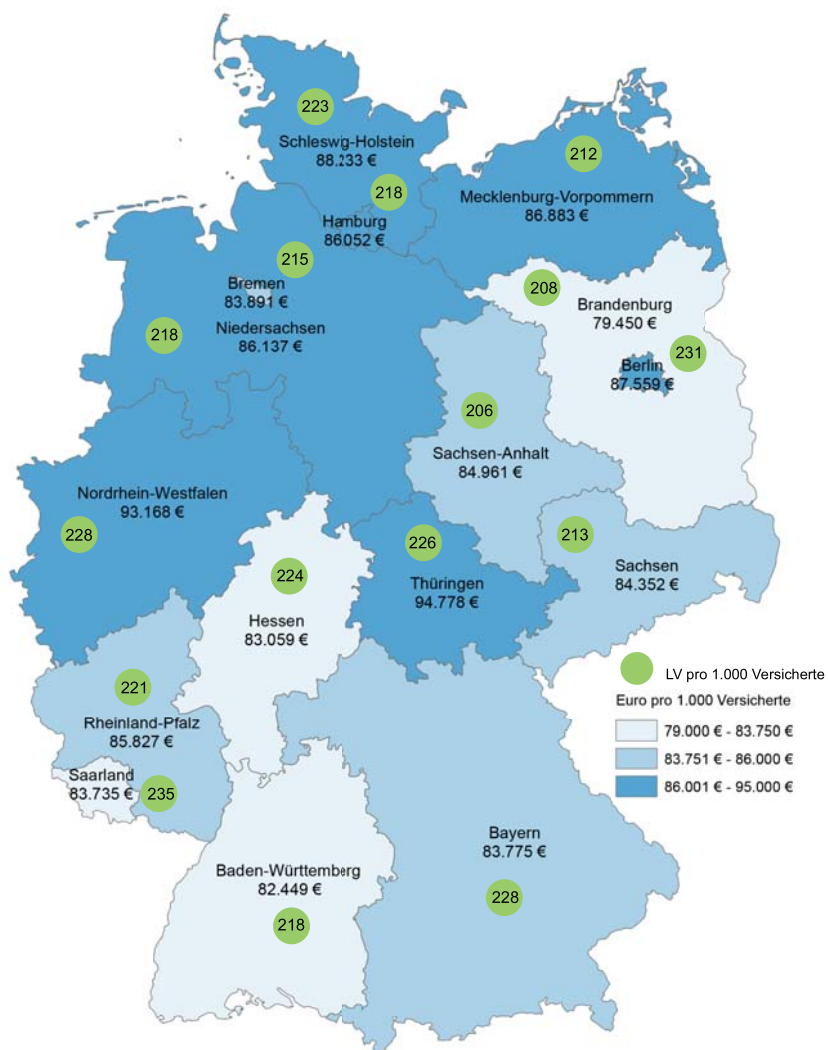 223
Schleswig-Holstein
88.233 €
212
Mecklenburg-Vorpommern
86.883 €
218
Hamburg
86052 €
215
Bremen
83.891 €
218
Niedersachsen
86.137 €
208
Brandenburg
79.450 €
231
Berlin
87.559 €
206
Sachsen-Anhalt
84.961 €
Nordrhein-Westfalen
93.168 €
228
226
Thüringen
94.778 €
213
Sachsen
84.352 €
224
Hessen
83.059 €
221
Rheinland-Pfalz
85.827 €
Saarland
83.735 €
235
Baden-Württemberg
82.449 €
218
Bayern
83.775 €
228
LV pro 1.000 Versicherte
Euro pro 1.000 Versicherte
79.000 € - 83.750 €
83.751 € - 86.000 €
86.001 € - 95.000 €